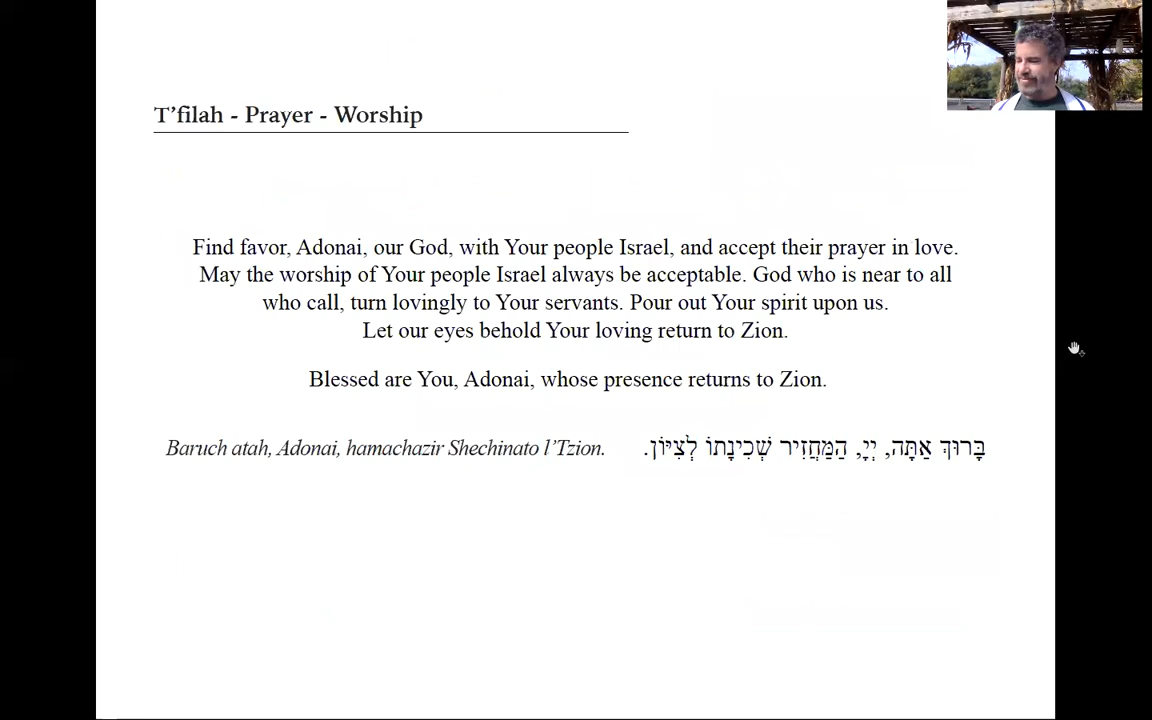 T’filah - Prayer - Worship
Find favor, Adonai, our God, with Your people Israel, and accept their prayer in love.
May the worship of Your people Israel always be acceptable. God who is near to all
who call, turn lovingly to Your servants. Pour out Your spirit upon us.
Let our eyes behold Your loving return to Zion.
Blessed are You, Adonai, whose presence returns to Zion.
Baruch atah, Adonai, hamachazir Shechinato l’Tzion.
בָּרוּךְ אַתָּה, יְיָ, הַמַּחֲזִיר שְׁכִינָתוֹ לְצִיּוֹן.